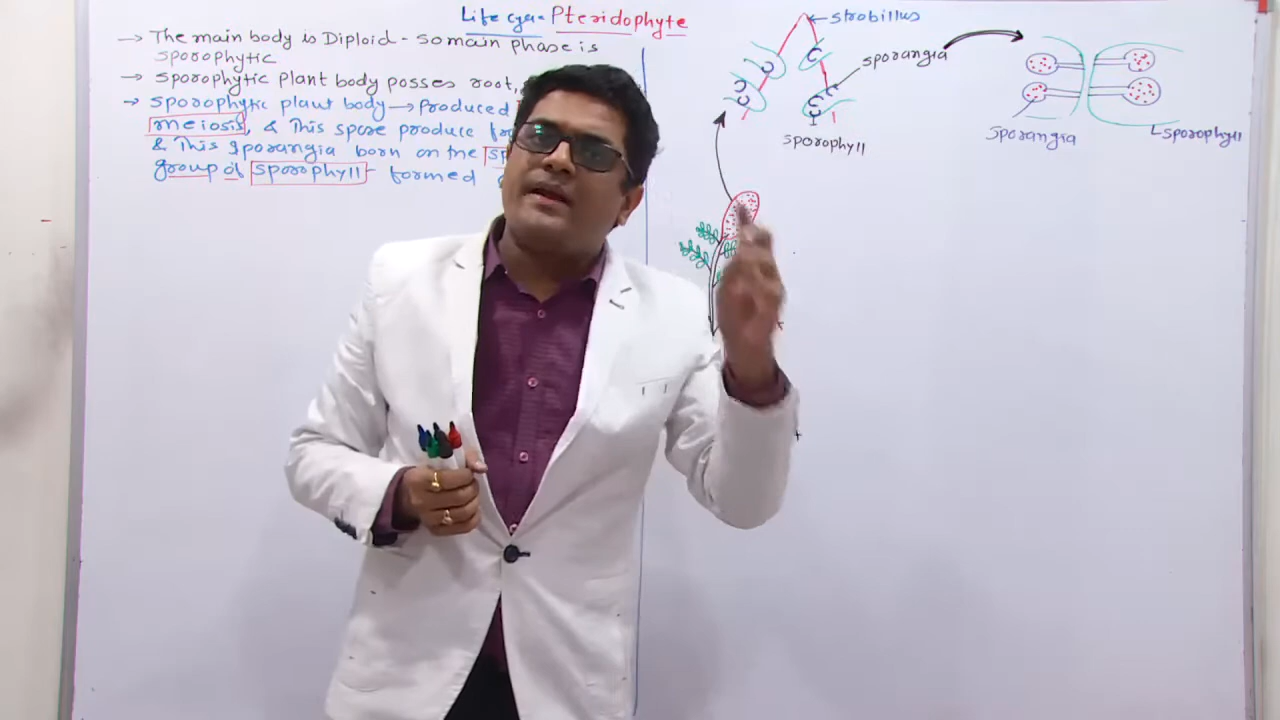 Life cycle - Pteridophyte
→ The main body is Diploid - so main phase is
sporophytic
→ sporophytic plant body posses root,
→ sporophytic plant body → Produced
meiosis, & This spore produce
& This sporangia born on the
group of sporophyll - formed
strobillus
sporangia
sporophyll
sporangia
sporophyll